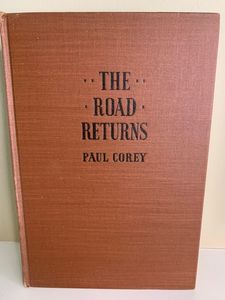 THE
ROAD
RETURNS
PAUL COREY